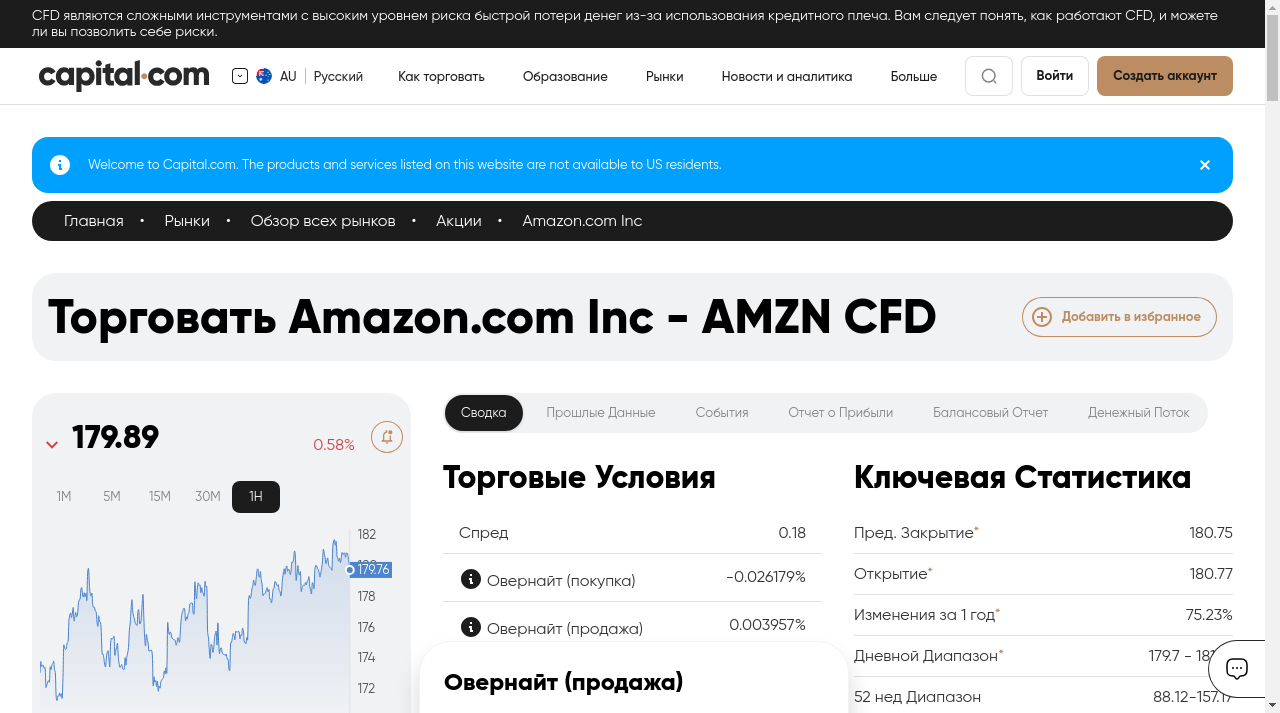 CFD являются сложными инструментами с высоким уровнем риска быстрой потери денег из-за использования кредитного плеча. Вам следует понять, как работают CFD, и можете
ли вы позволить себе риски.
capital.com AU Русский Как торговать Образование Рынки Новости и аналитика Больше Войти Создать аккаунт
Welcome to Capital.com. The products and services listed on this website are not available to US residents.
Главная • Рынки • Обзор всех рынков • Акции • Amazon.com Inc
Торговать Amazon.com Inc - AMZN CFD
Добавить в избранное
179.89 0.58%
1M 5M 15M 30M 1H
182
179.76
178
176
174
172
Сводка Прошлые Данные События Отчет о Прибыли Балансовый Отчет Денежный Поток
Торговые Условия
Спред 0.18
Овернайт (покупка) -0.026179%
Овернайт (продажа) 0.003957%
Овернайт (продажа)
Ключевая Статистика
Пред. Закрытие* 180.75
Открытие* 180.77
Изменения за 1 год* 75.23%
Дневной Диапазон* 179.7 -
52 нед Диапазон 88.12-157.17